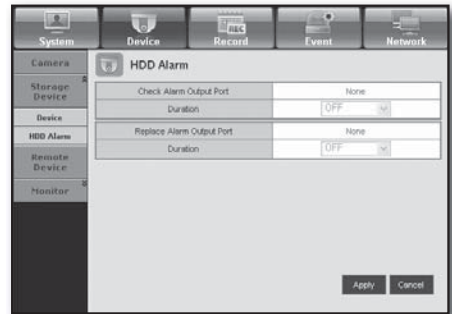 System Device Record Event Network
REC
Camera
Storage
Device
Device
HDD Alarm
Remote
Device
Monitor
HDD Alarm
Check Alarm Output Port None
Duration OFF
Replace Alarm Output Port None
Duration OFF
Apply Cancel